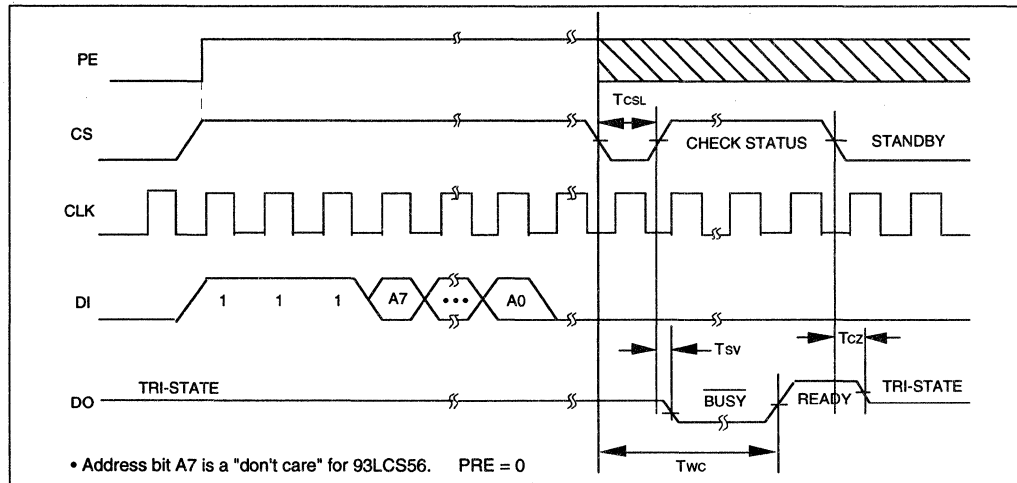 PE
TCSL
CS
CHECK STATUS
STANDBY
CLK
DI
1 1 1 A7 ••• A0
TSV
TCZ
DO
TRI-STATE
BUSY
READY
TRI-STATE
TWC
• Address bit A7 is a "don't care" for 93LCS56. PRE = 0